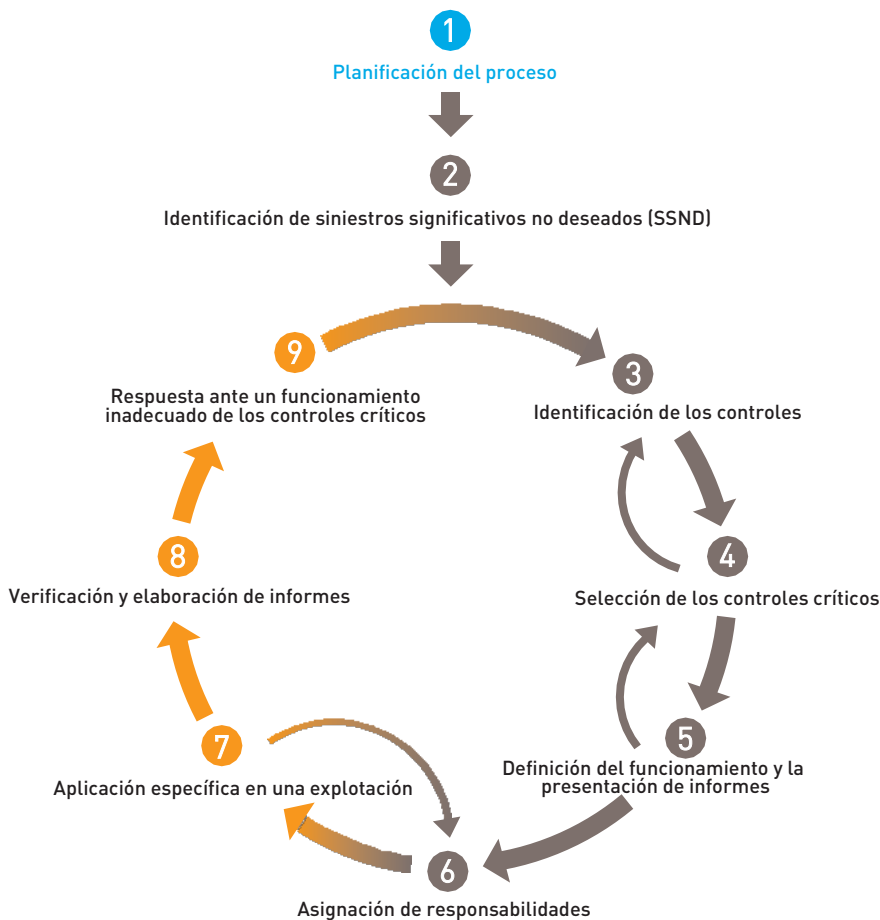 1
Planificación del proceso
2
Identificación de siniestros significativos no deseados (SSND)
3
Identificación de los controles
4
Selección de los controles críticos
5
Definición del funcionamiento y la
presentación de informes
6
Asignación de responsabilidades
7
Aplicación específica en una explotación
8
Verificación y elaboración de informes
9
Respuesta ante un funcionamiento
inadecuado de los controles críticos